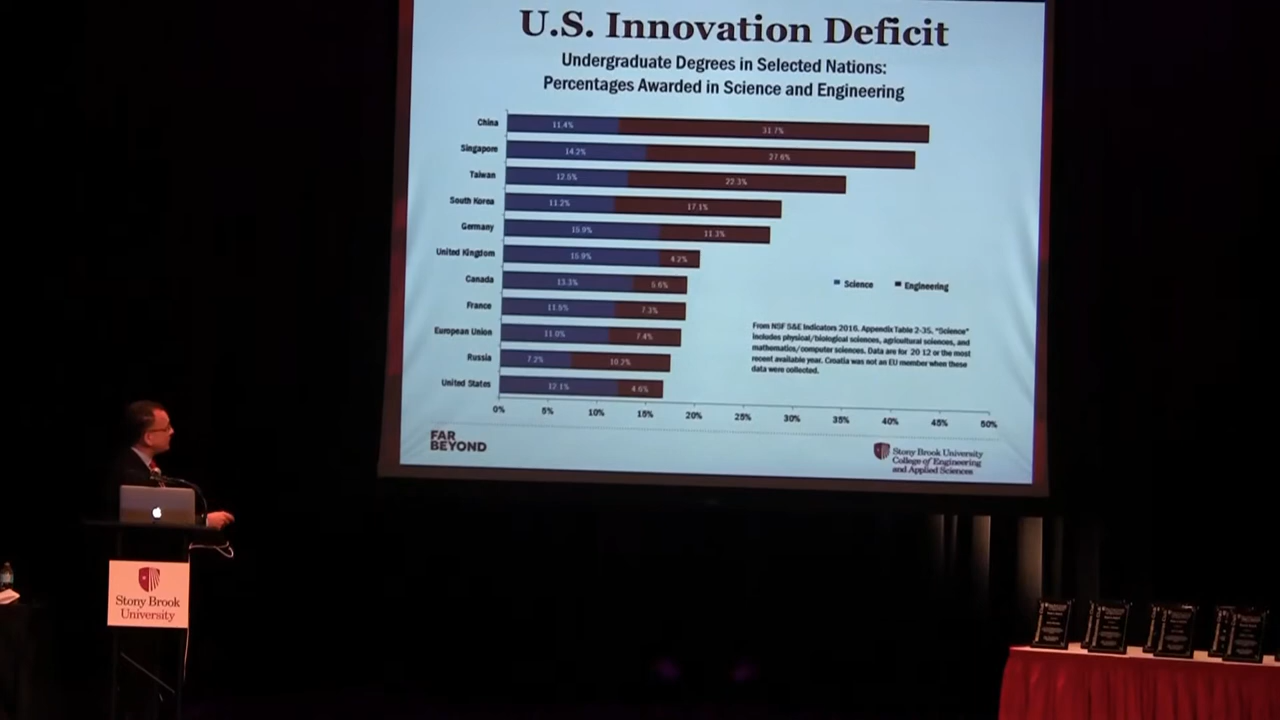 U.S. Innovation Deficit
Undergraduate Degrees in Selected Nations:
Percentages Awarded in Science and Engineering
China 11.4% 31.7%
Singapore 14.2% 27.6%
Taiwan 12.5% 22.3%
South Korea 11.2% 17.1%
Germany 15.9% 11.3%
United Kingdom 15.9% 4.2%
Canada 13.3% 5.6%
France 11.5% 7.3%
European Union 11.0% 7.4%
Russia 7.2% 10.2%
United States 12.1% 4.6%
0% 5% 10% 15% 20% 25% 30% 35% 40% 45% 50%
Science Engineering
From NSF S&E Indicators 2016. Appendix Table 2-35. "Science"
includes physical/biological sciences, agricultural sciences, and
mathematics/computer sciences. Data are for 2012 or the most
recent available year. Croatia was not an EU member when these
data were collected.
FAR
BEYOND
Stony Brook University
College of Engineering
and Applied Sciences
Stony Brook
University